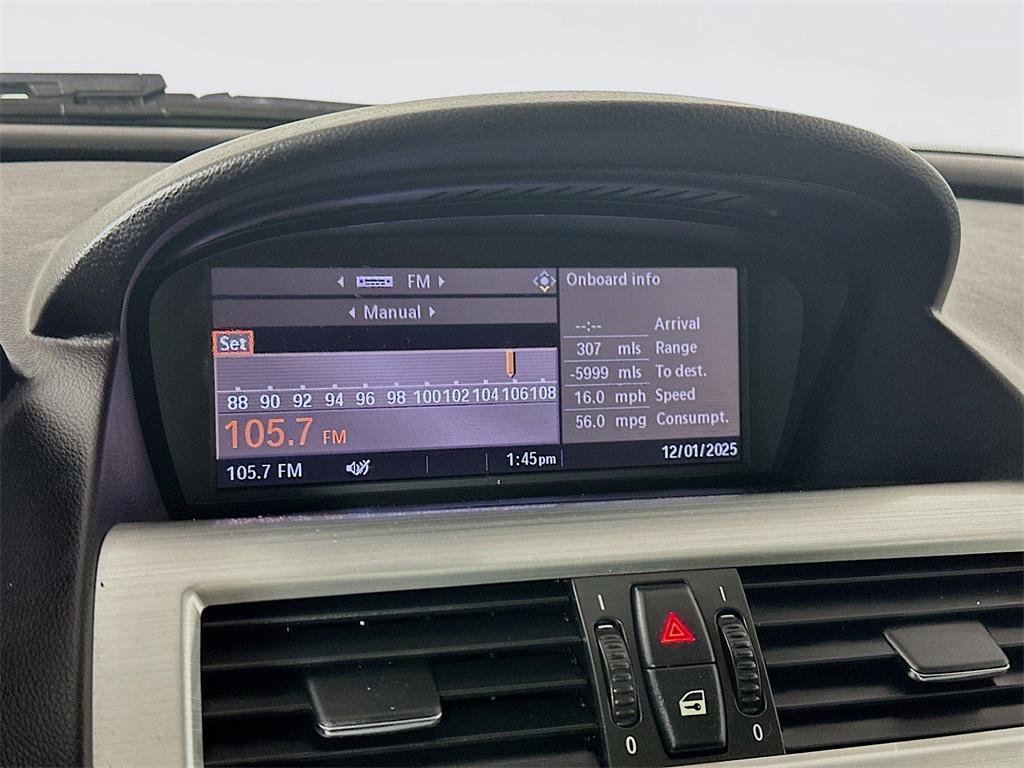 FM
Manual
Set
88 90 92 94 96 98 100 102 104 106 108
105.7 FM
105.7 FM 1:45pm
Onboard info
--:-- Arrival
307 mls Range
-5999 mls To dest.
16.0 mph Speed
56.0 mpg Consumpt.
12/01/2025
I I
0 0